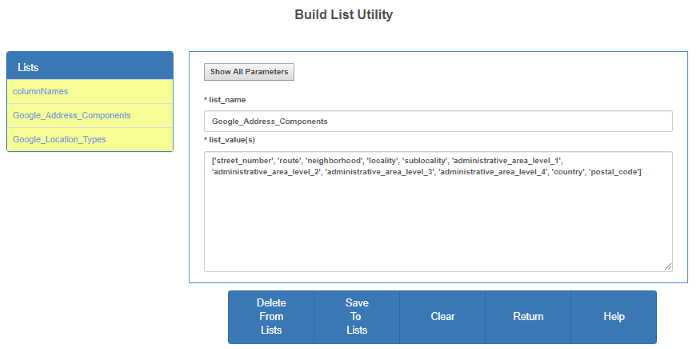 Build List Utility
Lists
columnNames
Google_Address_Components
Google_Location_Types
Show All Parameters
* list_name
Google_Address_Components
* list_value(s)
['street_number', 'route', 'neighborhood', 'locality', 'sublocality', 'administrative_area_level_1',
'administrative_area_level_2', 'administrative_area_level_3', 'administrative_area_level_4', 'country', 'postal_code']
Delete
From
Lists
Save
To
Lists
Clear
Return
Help